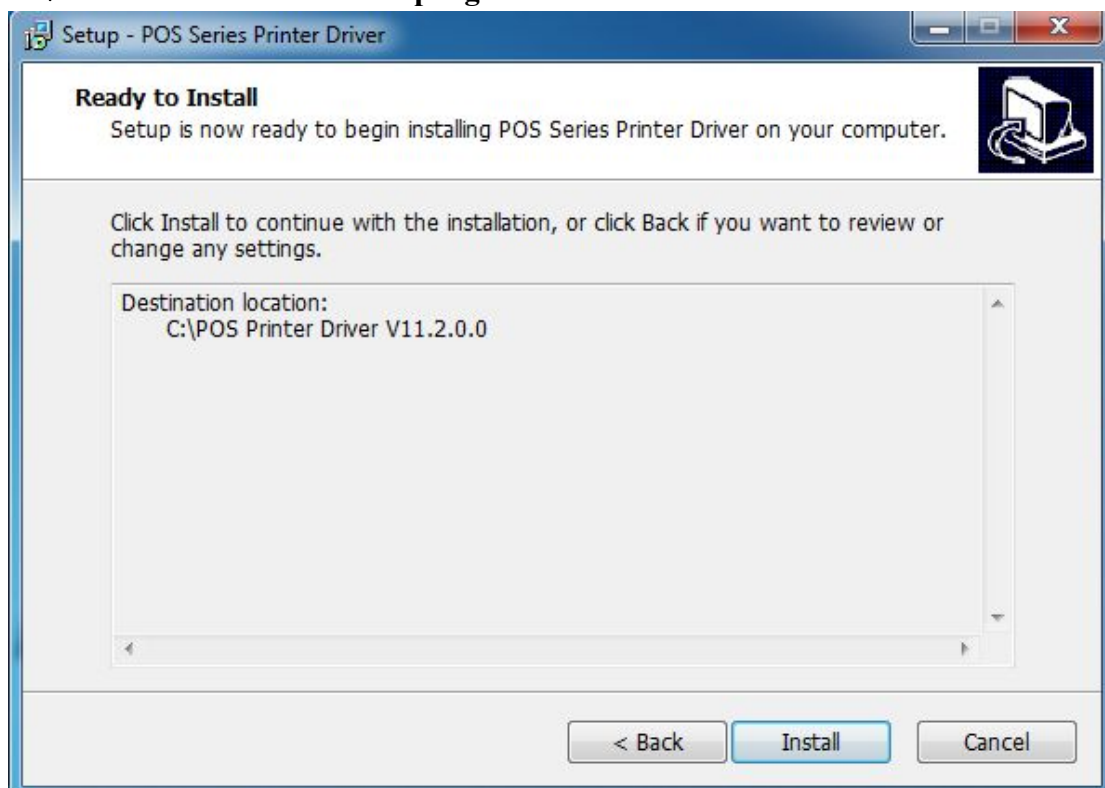 Setup - POS Series Printer Driver
Ready to Install
Setup is now ready to begin installing POS Series Printer Driver on your computer.
Click Install to continue with the installation, or click Back if you want to review or
change any settings.
Destination location:
C:\POS Printer Driver V11.2.0.0
< Back
Install
Cancel